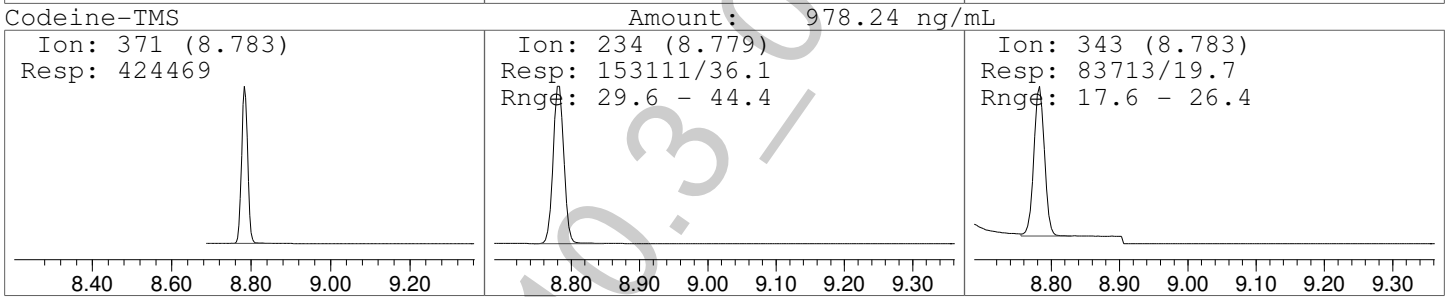 Codeine-TMS Amount: 978.24 ng/mL
Ion: 371 (8.783) Ion: 234 (8.779) Ion: 343 (8.783)
Resp: 424469 Resp: 153111/36.1 Resp: 83713/19.7
Rnge: 29.6 - 44.4 Rnge: 17.6 - 26.4
8.40 8.60 8.80 9.00 9.20 8.80 8.90 9.00 9.10 9.20 9.30 8.80 8.90 9.00 9.10 9.20 9.30